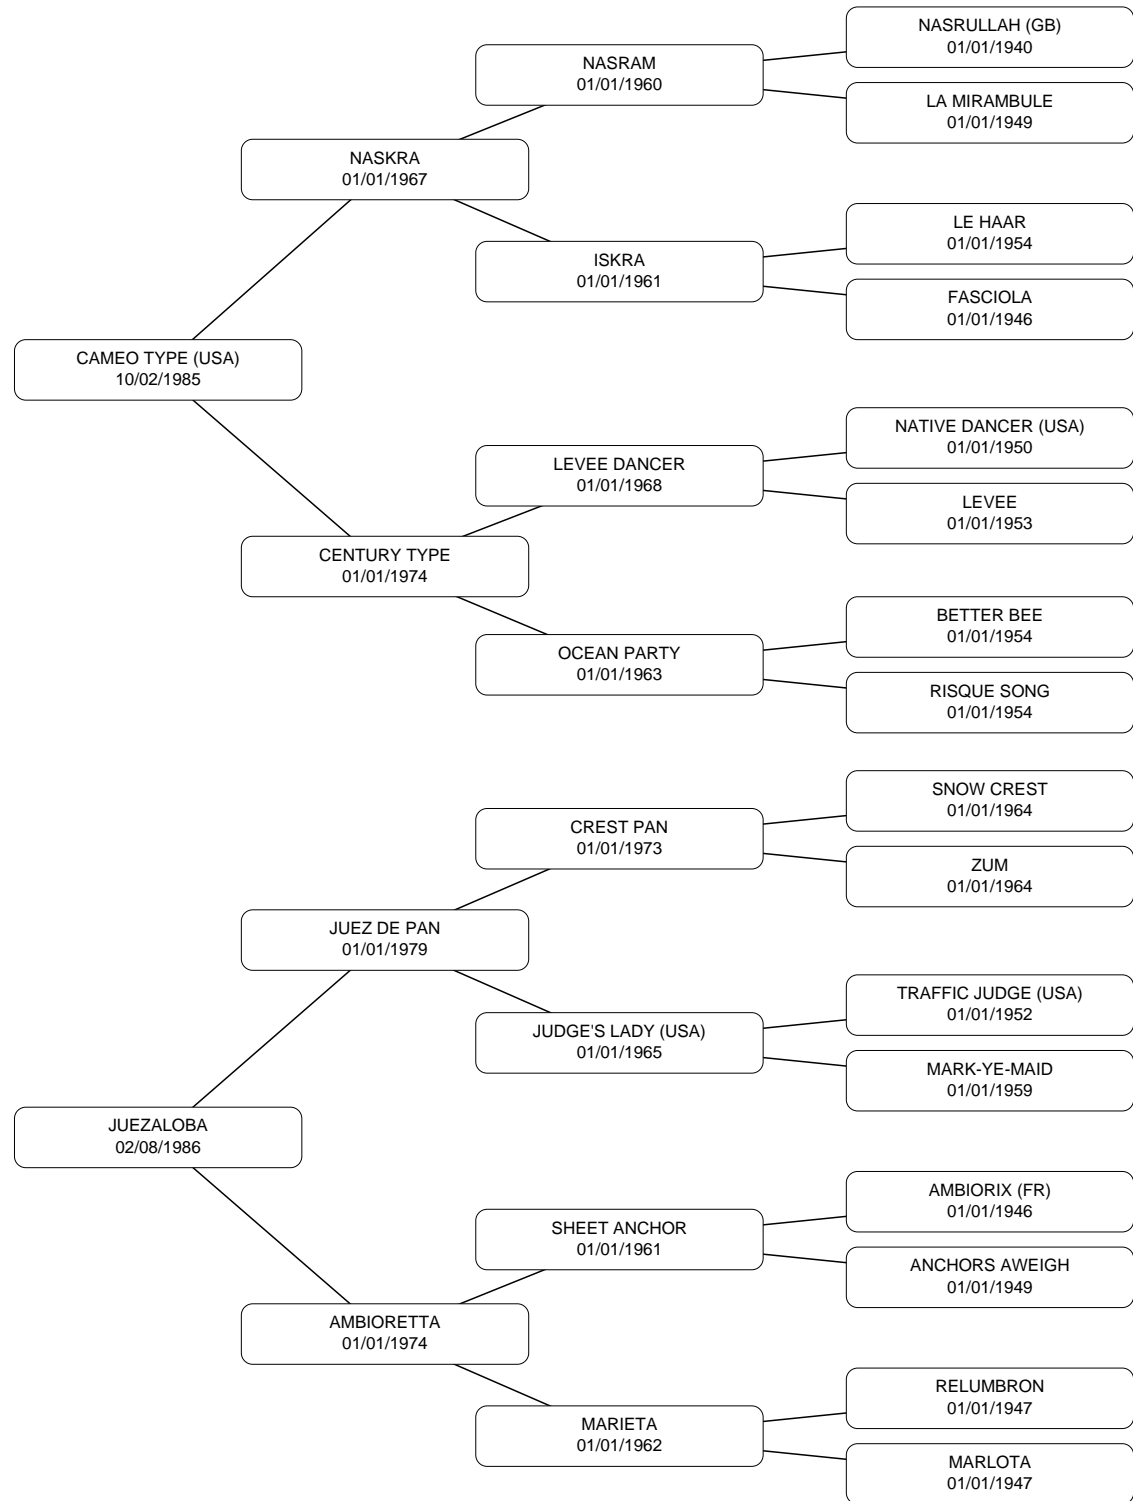 NASRULLAH (GB)
01/01/1940
NASRAM
01/01/1960
LA MIRAMBULE
01/01/1949
NASKRA
01/01/1967
LE HAAR
01/01/1954
ISKRA
01/01/1961
FASCIOLA
01/01/1946
CAMEO TYPE (USA)
10/02/1985
NATIVE DANCER (USA)
01/01/1950
LEVEE DANCER
01/01/1968
LEVEE
01/01/1953
CENTURY TYPE
01/01/1974
BETTER BEE
01/01/1954
OCEAN PARTY
01/01/1963
RISQUE SONG
01/01/1954
SNOW CREST
01/01/1964
CREST PAN
01/01/1973
ZUM
01/01/1964
JUEZ DE PAN
01/01/1979
TRAFFIC JUDGE (USA)
01/01/1952
JUDGE'S LADY (USA)
01/01/1965
MARK-YE-MAID
01/01/1959
JUEZALOBA
02/08/1986
AMBIORIX (FR)
01/01/1946
SHEET ANCHOR
01/01/1961
ANCHORS AWEIGH
01/01/1949
AMBIORETTA
01/01/1974
RELUMBRON
01/01/1947
MARIETA
01/01/1962
MARLOTA
01/01/1947